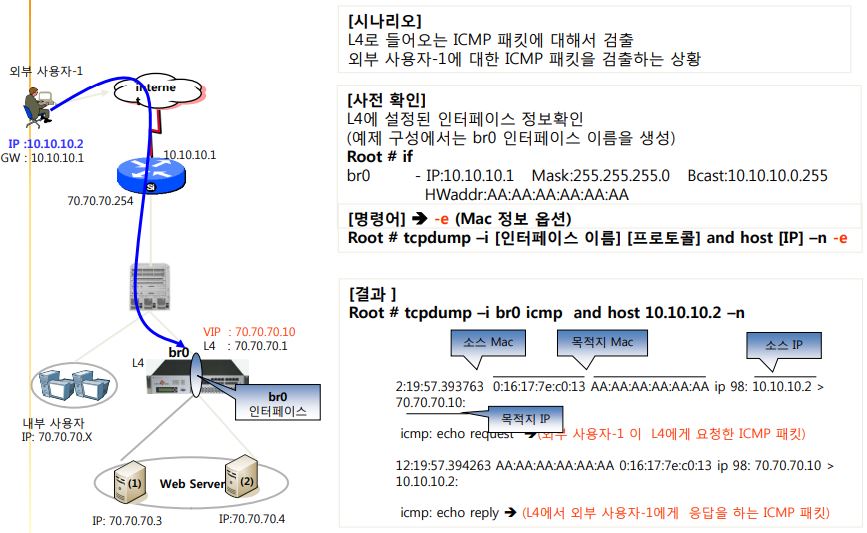 외부 사용자-1
interne
t
IP :10.10.10.2
GW : 10.10.10.1
10.10.10.1
SI
70.70.70.254
VIP : 70.70.70.10
L4 : 70.70.70.1
br0
L4
br0
인터페이스
내부 사용자
IP: 70.70.70.X
(1)
Web Server
(2)
IP: 70.70.70.3
IP:70.70.70.4
[시나리오]
L4로 들어오는 ICMP 패킷에 대해서 검출
외부 사용자-1에 대한 ICMP 패킷을 검출하는 상황
[사전 확인]
L4에 설정된 인터페이스 정보확인
(예제 구성에서는 br0 인터페이스 이름을 생성)
Root # if
br0 - IP:10.10.10.1 Mask:255.255.255.0 Bcast:10.10.10.0.255
HWaddr:AA:AA:AA:AA:AA:AA
[명령어] ➔ -e (Mac 정보 옵션)
Root # tcpdump –i [인터페이스 이름] [프로토콜] and host [IP] –n -e
[결과 ]
Root # tcpdump –i br0 icmp and host 10.10.10.2 –n
소스 Mac
목적지 Mac
소스 IP
2:19:57.393763 0:16:17:7e:c0:13 AA:AA:AA:AA:AA:AA ip 98: 10.10.10.2 >
70.70.70.10:
목적지 IP
icmp: echo request ➔(외부 사용자-1 이 L4에게 요청한 ICMP 패킷)
12:19:57.394263 AA:AA:AA:AA:AA:AA 0:16:17:7e:c0:13 ip 98: 70.70.70.10 >
10.10.10.2:
icmp: echo reply ➔ (L4에서 외부 사용자-1에게 응답을 하는 ICMP 패킷)